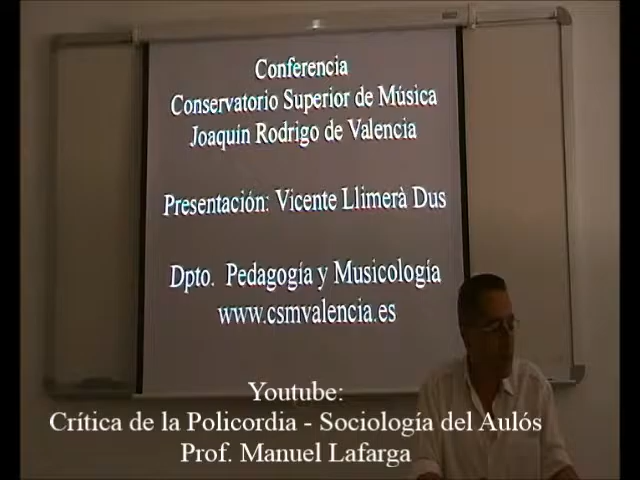 Conferencia
Conservatorio Superior de Música
Joaquín Rodrigo de Valencia
Presentación: Vicente Llimerà Dus
Dpto. Pedagogía y Musicología
www.csmvalencia.es
Youtube:
Crítica de la Policordia - Sociología del Aulós
Prof. Manuel Lafarga